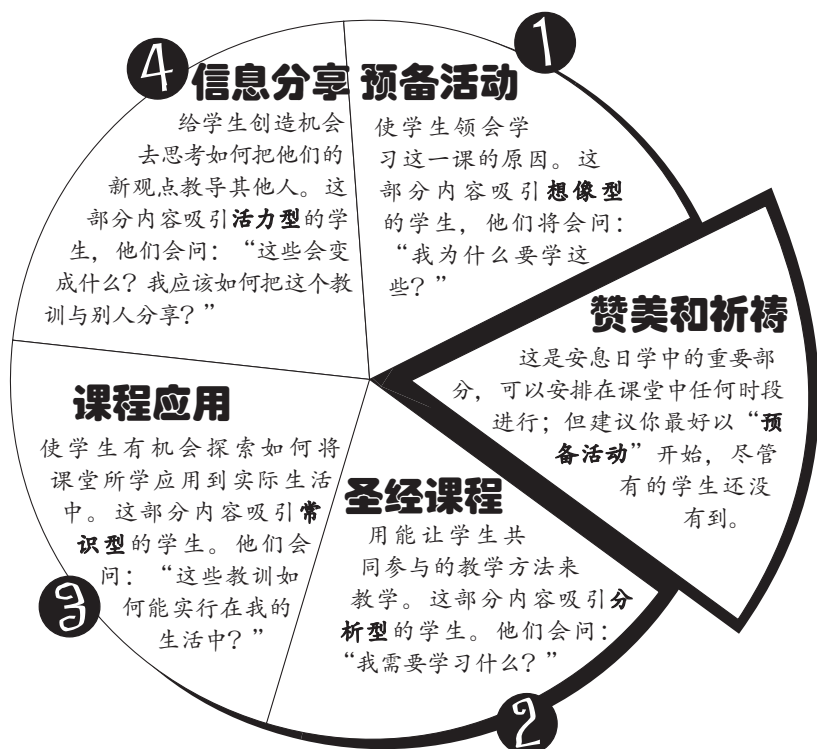 1
预备活动
使学生领会学
习这一课的原因。这
部分内容吸引想像型
的学生，他们将会问：
“我为什么要学这
些？”
赞美和祈祷
这是安息日学中的重要部
分，可以安排在课堂中任何时段
进行；但建议你最好以“预
备活动”开始，尽管
有的学生还没
有到。
2
圣经课程
用能让学生共
同参与的教学方法来
教学。这部分内容吸引分
析型的学生。他们会问：
“我需要学习什么？”
3
课程应用
使学生有机会探索如何将
课堂所学应用到实际生活
中。这部分内容吸引常
识型的学生。他们会
问：“这些教训如
何能实行在我的
生活中？”
4
信息分享
给学生创造机会
去思考如何把他们的
新观点教导其他人。这
部分内容吸引活力型的学
生，他们会问：“这些会变
成什么？我应该如何把这个教
训与别人分享？”